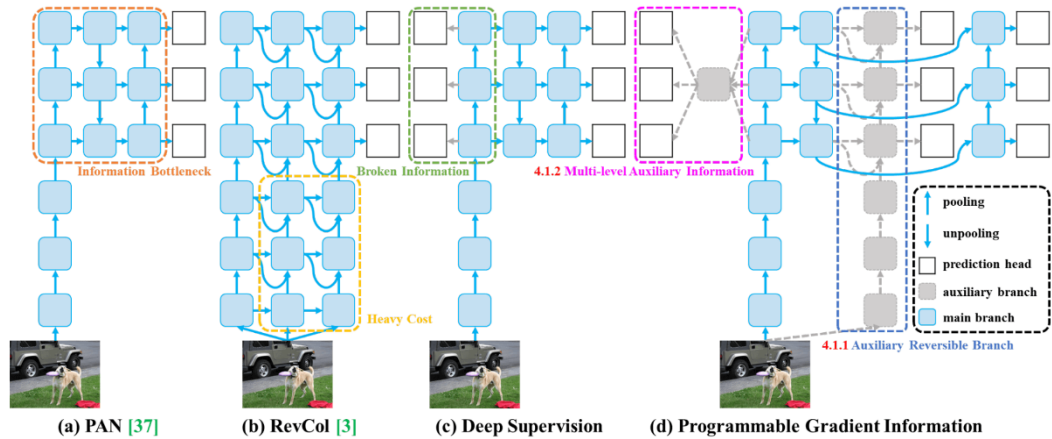 Information Bottleneck
Broken Information
4.1.2 Multi-level Auxiliary Information
Heavy Cost
pooling
unpooling
prediction head
auxiliary branch
main branch
4.1.1 Auxiliary Reversible Branch
(a) PAN [37]
(b) RevCol [3]
(c) Deep Supervision
(d) Programmable Gradient Information